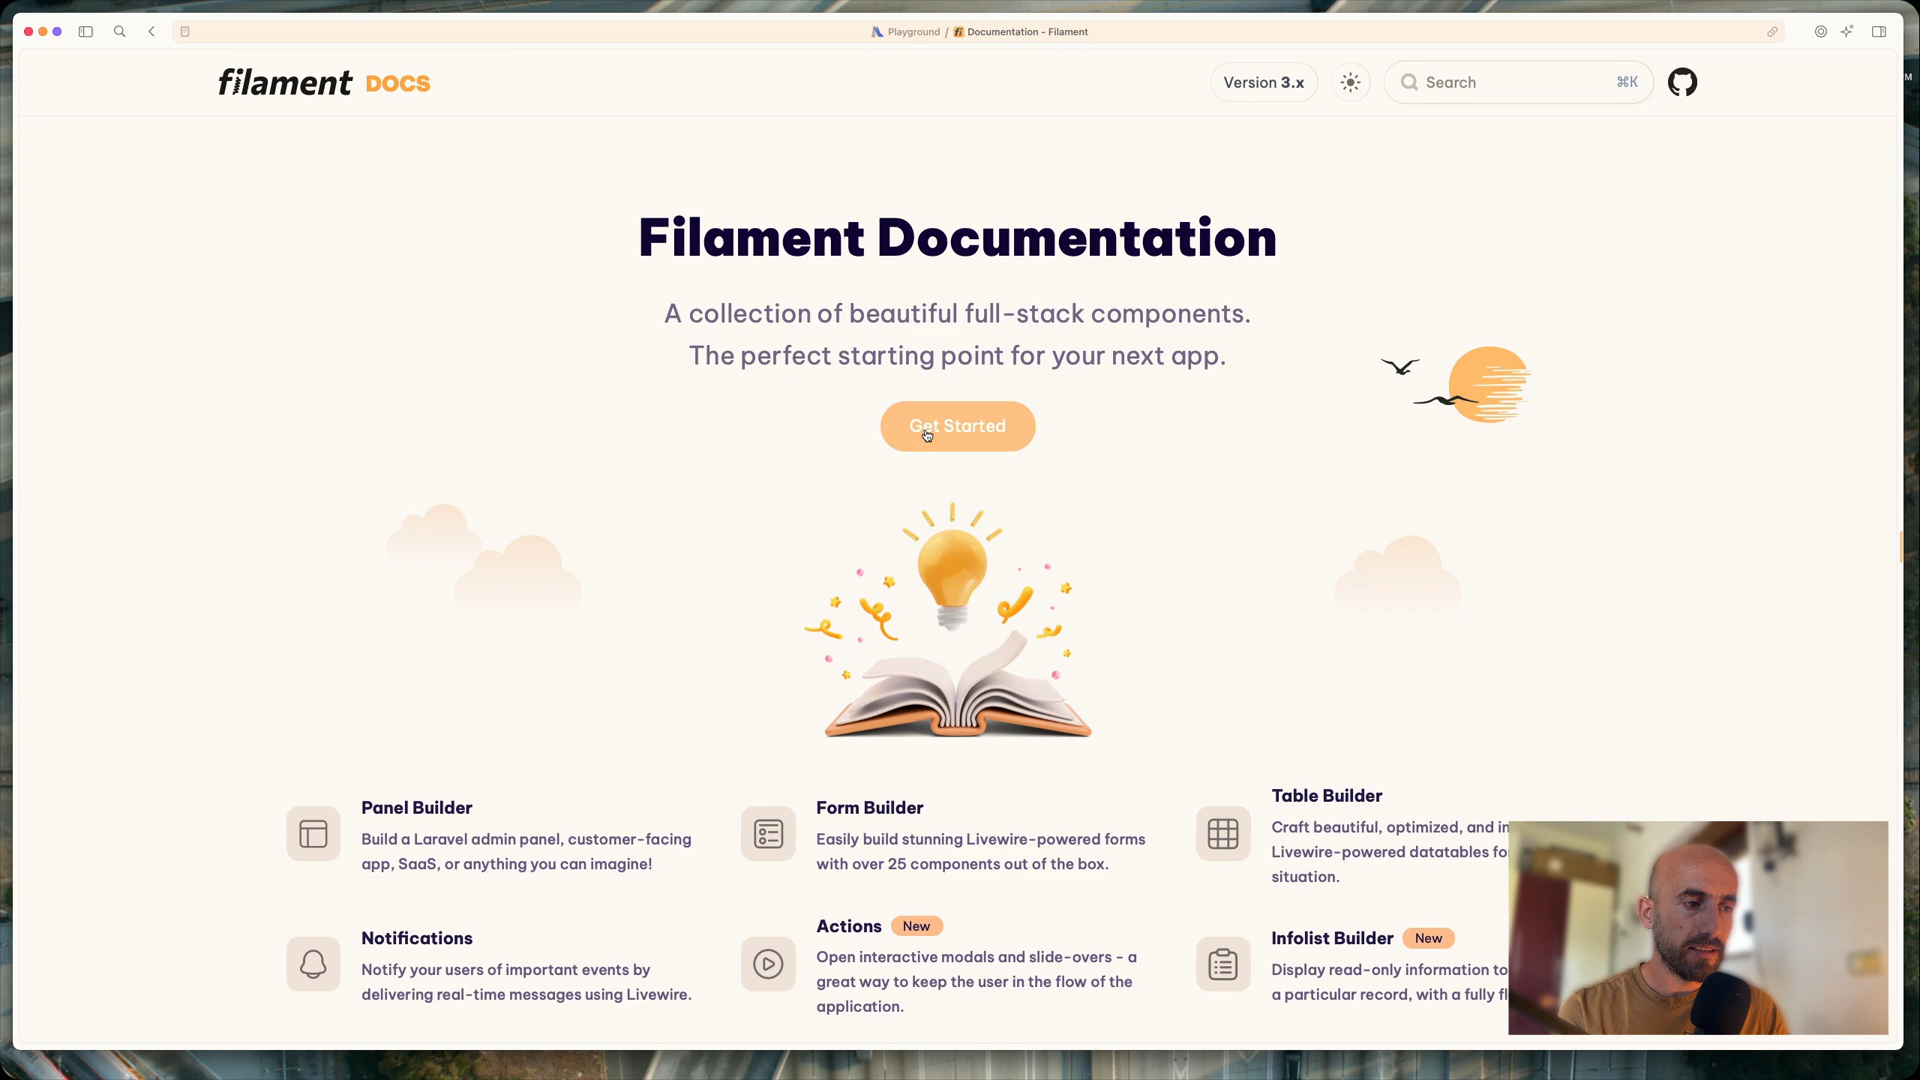 Playground / Documentation - Filament
filament DOCS
Version 3.x
Search
⌘K
M
Filament Documentation
A collection of beautiful full-stack components.
The perfect starting point for your next app.
Get Started
Panel Builder
Build a Laravel admin panel, customer-facing
app, SaaS, or anything you can imagine!
Form Builder
Easily build stunning Livewire-powered forms
with over 25 components out of the box.
Table Builder
Craft beautiful, optimized, and in
Livewire-powered datatables fo
situation.
Notifications
Notify your users of important events by
delivering real-time messages using Livewire.
Actions New
Open interactive modals and slide-overs - a
great way to keep the user in the flow of the
application.
Infolist Builder New
Display read-only information to
a particular record, with a fully fl